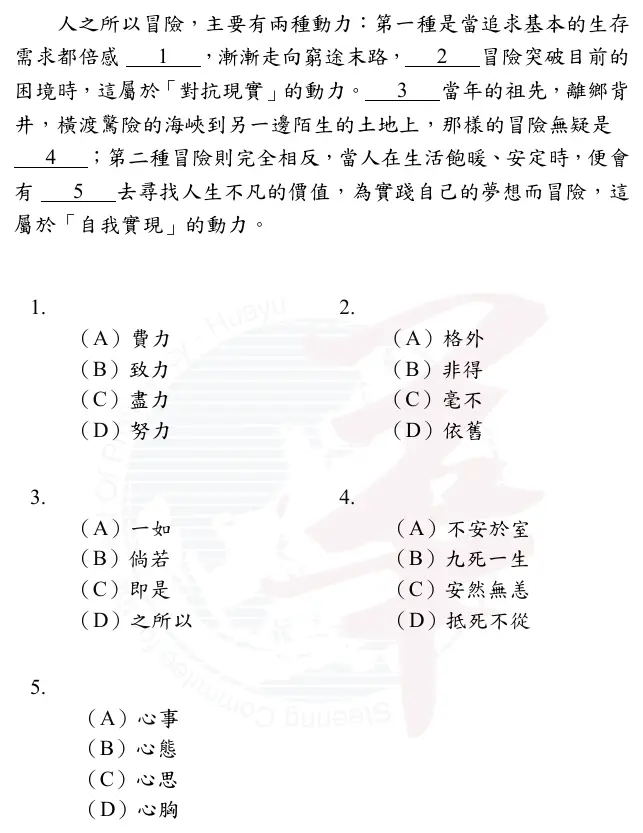 人之所以冒險，主要有兩種動力：第一種是當追求基本的生存
需求都倍感 1 ，漸漸走向窮途末路， 2 冒險突破目前的
困境時，這屬於「對抗現實」的動力。 3 當年的祖先，離鄉背
井，橫渡驚險的海峽到另一邊陌生的土地上，那樣的冒險無疑是
4 ；第二種冒險則完全相反，當人在生活飽暖、安定時，便會
有 5 去尋找人生不凡的價值，為實踐自己的夢想而冒險，這
屬於「自我實現」的動力。
1.
（A）費力
（B）致力
（C）盡力
（D）努力
2.
（A）格外
（B）非得
（C）毫不
（D）依舊
3.
（A）一如
（B）倘若
（C）即是
（D）之所以
4.
（A）不安於室
（B）九死一生
（C）安然無恙
（D）抵死不從
5.
（A）心事
（B）心態
（C）心思
（D）心胸
華
Steering Committee
Huayu